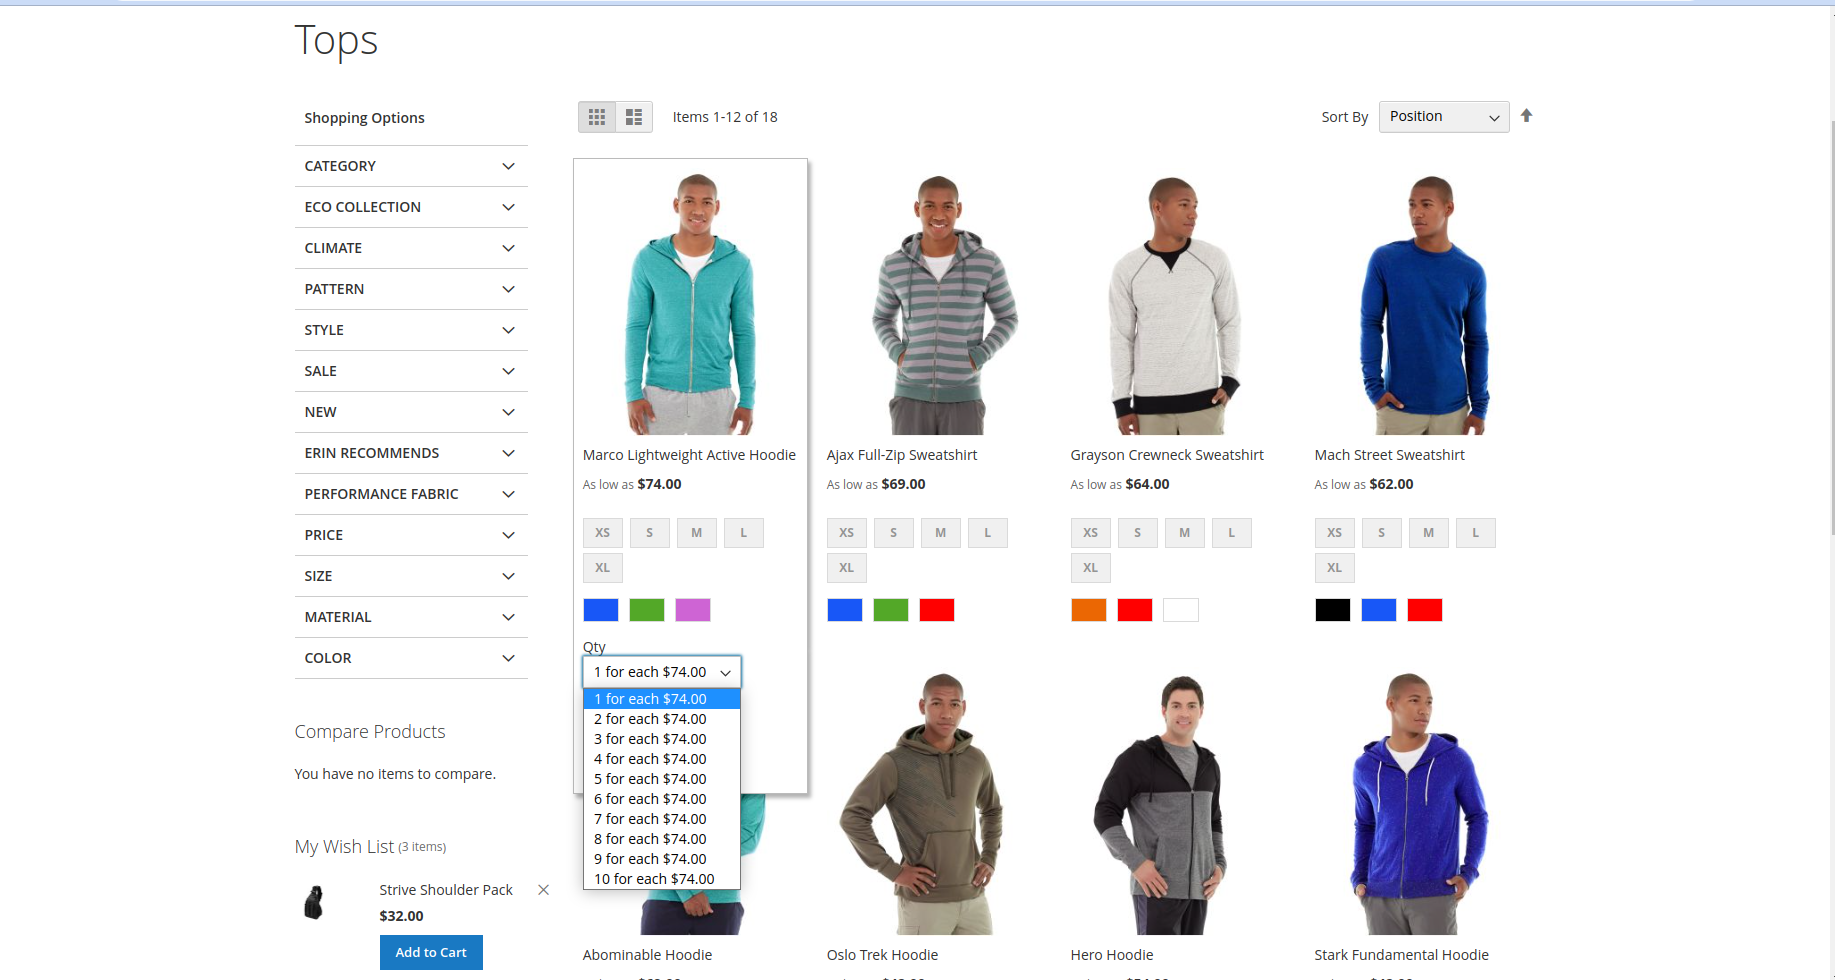 Tops
Shopping Options
CATEGORY
ECO COLLECTION
CLIMATE
PATTERN
STYLE
SALE
NEW
ERIN RECOMMENDS
PERFORMANCE FABRIC
PRICE
SIZE
MATERIAL
COLOR
Compare Products
You have no items to compare.
My Wish List (3 items)
Strive Shoulder Pack
$32.00
Add to Cart
Items 1-12 of 18
Sort By Position
Marco Lightweight Active Hoodie
As low as $74.00
XS S M L
XL
Qty
1 for each $74.00
1 for each $74.00
2 for each $74.00
3 for each $74.00
4 for each $74.00
5 for each $74.00
6 for each $74.00
7 for each $74.00
8 for each $74.00
9 for each $74.00
10 for each $74.00
Ajax Full-Zip Sweatshirt
As low as $69.00
XS S M L
XL
Grayson Crewneck Sweatshirt
As low as $64.00
XS S M L
XL
Mach Street Sweatshirt
As low as $62.00
XS S M L
XL
Abominable Hoodie
Oslo Trek Hoodie
Hero Hoodie
Stark Fundamental Hoodie